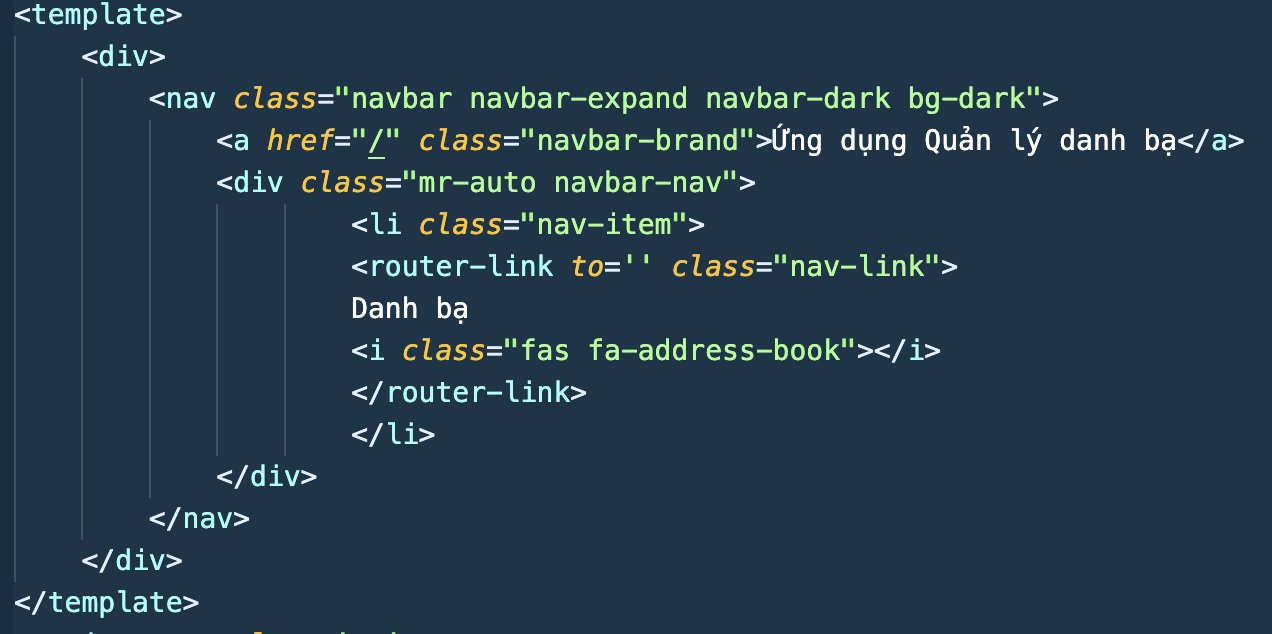 <template>
<div>
<nav class="navbar navbar-expand navbar-dark bg-dark">
<a href="/" class="navbar-brand">Ứng dụng Quản lý danh bạ</a>
<div class="mr-auto navbar-nav">
<li class="nav-item">
<router-link to='' class="nav-link">
Danh bạ
<i class="fas fa-address-book"></i>
</router-link>
</li>
</div>
</nav>
</div>
</template>